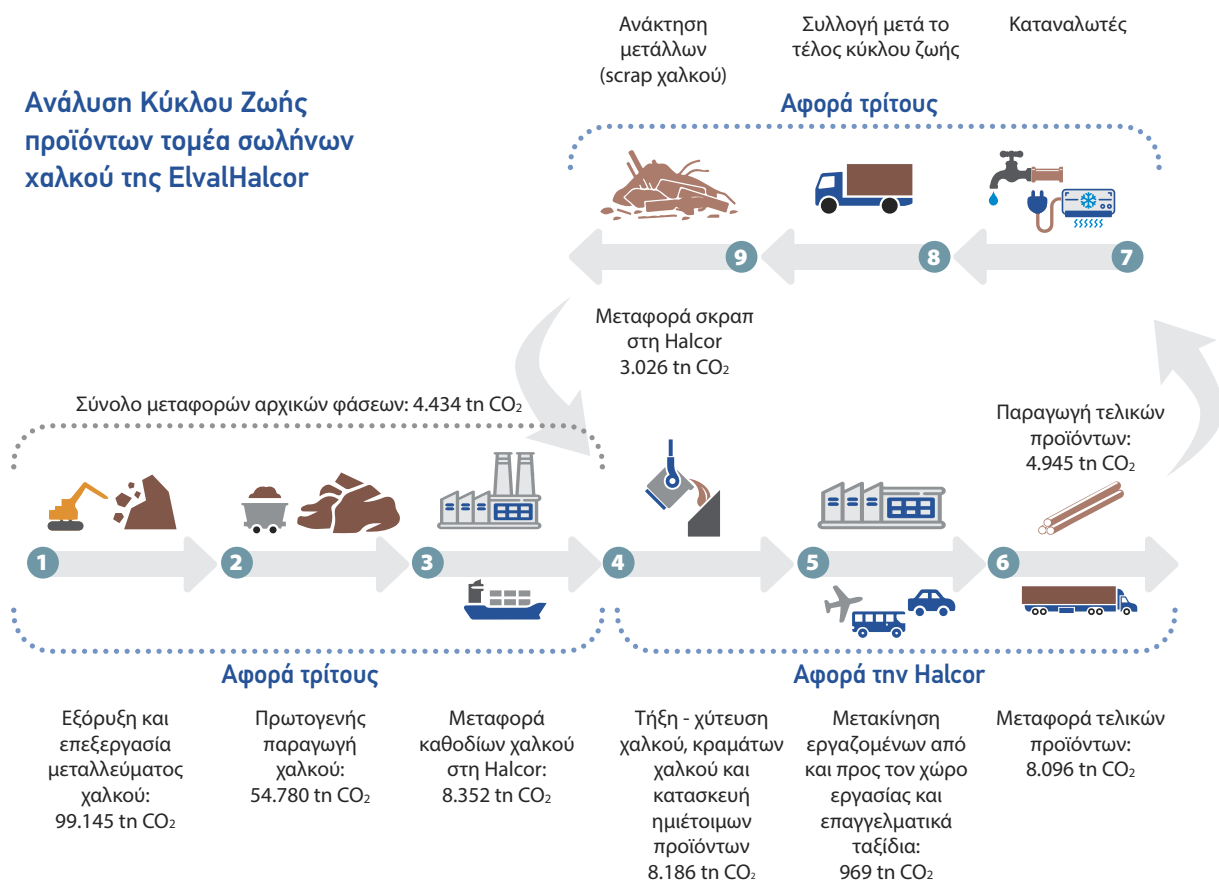 Ανάλυση Κύκλου Ζωής
προϊόντων τομέα σωλήνων
χαλκού της ElvalHalcor
Ανάκτηση
μετάλλων
(scrap χαλκού)
Συλλογή μετά το
τέλος κύκλου ζωής
Καταναλωτές
Αφορά τρίτους
9
8
7
Μεταφορά σκραπ
στη Halcor
3.026 tn CO₂
Σύνολο μεταφορών αρχικών φάσεων: 4.434 tn CO₂
Παραγωγή τελικών
προϊόντων:
4.945 tn CO₂
1
2
3
4
5
6
Αφορά τρίτους
Αφορά την Halcor
Εξόρυξη και
επεξεργασία
μεταλλεύματος
χαλκού:
99.145 tn CO₂
Πρωτογενής
παραγωγή
χαλκού:
54.780 tn CO₂
Μεταφορά
καθοδίων χαλκού
στη Halcor:
8.352 tn CO₂
Τήξη - χύτευση
χαλκού, κραμάτων
χαλκού και
κατασκευή
ημιέτοιμων
προϊόντων
8.186 tn CO₂
Μετακίνηση
εργαζομένων από
και προς τον χώρο
εργασίας και
επαγγελματικά
ταξίδια:
969 tn CO₂
Μεταφορά τελικών
προϊόντων:
8.096 tn CO₂